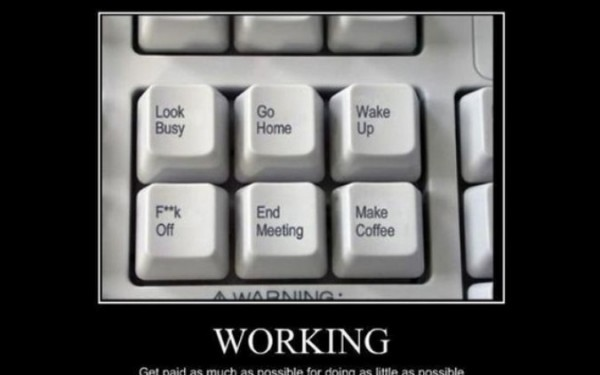 Look Busy
Go Home
Wake Up
F**k Off
End Meeting
Make Coffee
⚠ WARNING:
WORKING
Get paid as much as possible for doing as little as possible